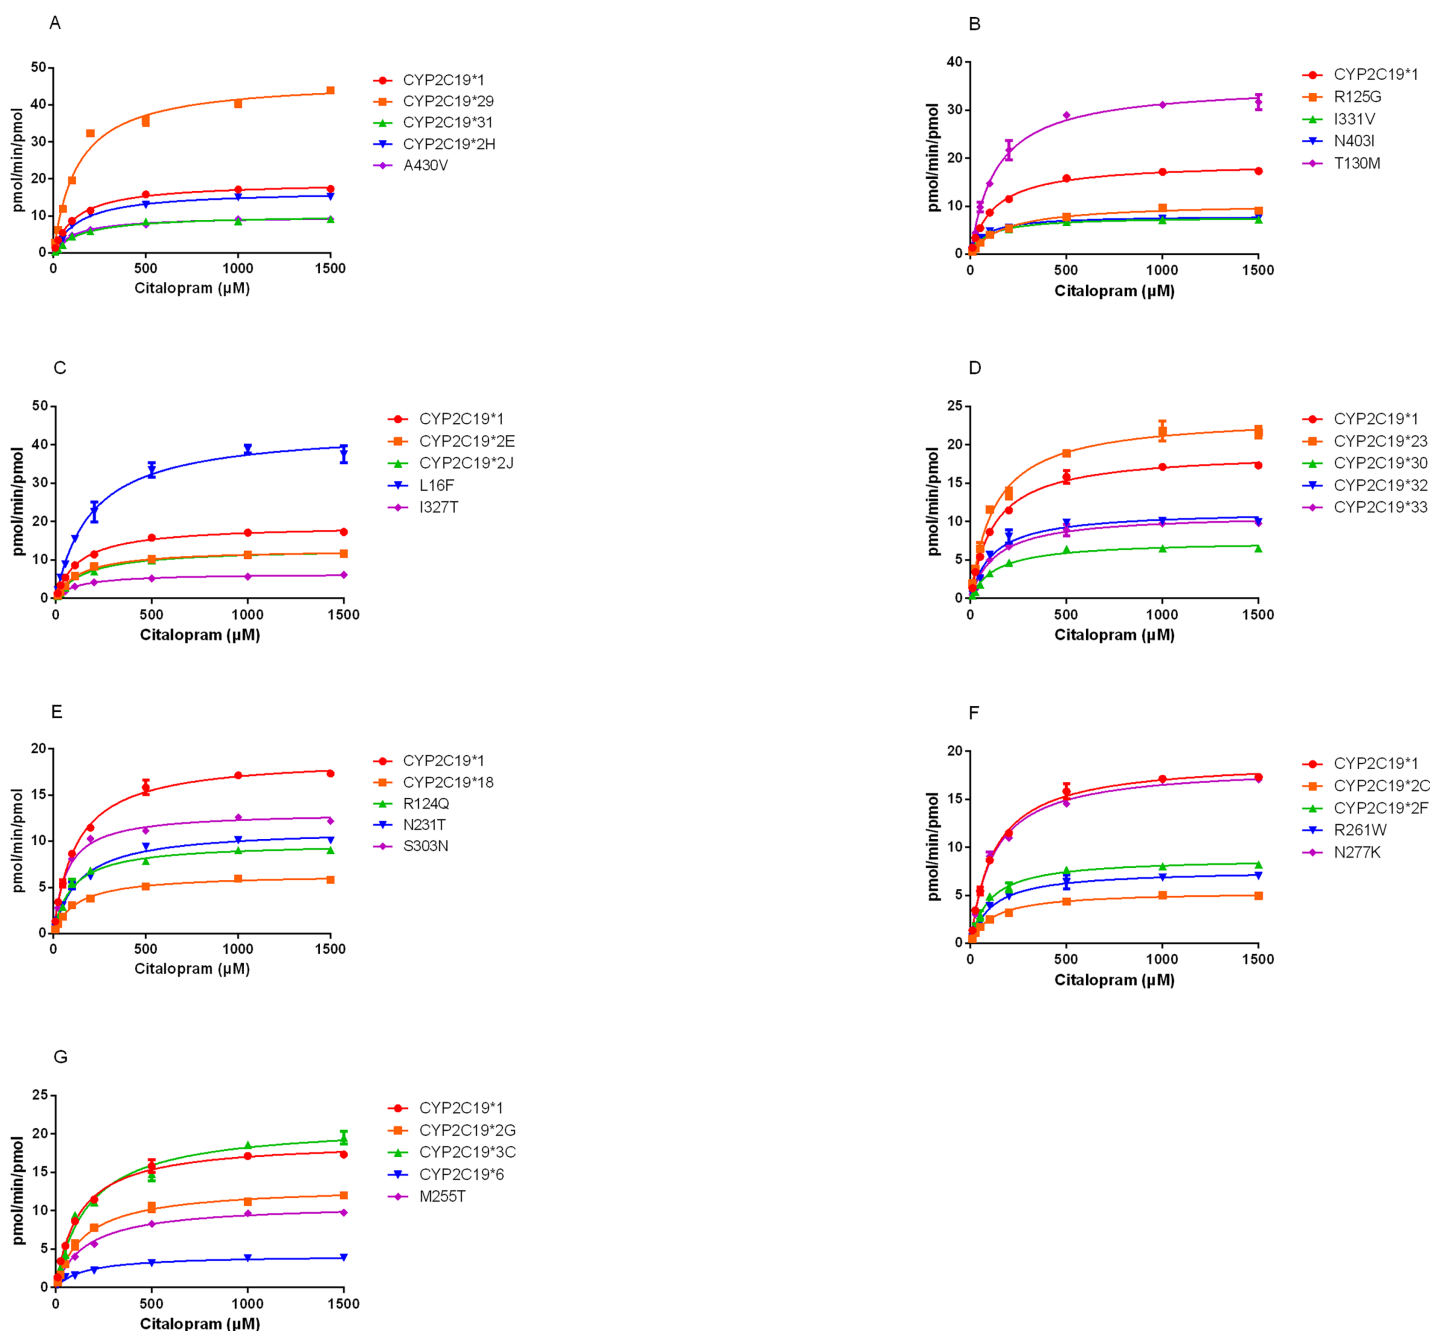 A
pmol/min/pmol
50
40
30
20
10
0
0
500
1000
1500
Citalopram (µM)
CYP2C19*1
CYP2C19*29
CYP2C19*31
CYP2C19*2H
A430V
B
pmol/min/pmol
40
30
20
10
0
0
500
1000
1500
Citalopram (µM)
CYP2C19*1
R125G
I331V
N403I
T130M
C
pmol/min/pmol
50
40
30
20
10
0
0
500
1000
1500
Citalopram (µM)
CYP2C19*1
CYP2C19*2E
CYP2C19*2J
L16F
I327T
D
pmol/min/pmol
25
20
15
10
5
0
0
500
1000
1500
Citalopram (µM)
CYP2C19*1
CYP2C19*23
CYP2C19*30
CYP2C19*32
CYP2C19*33
E
pmol/min/pmol
20
15
10
5
0
0
500
1000
1500
Citalopram (µM)
CYP2C19*1
CYP2C19*18
R124Q
N231T
S303N
F
pmol/min/pmol
20
15
10
5
0
0
500
1000
1500
Citalopram (µM)
CYP2C19*1
CYP2C19*2C
CYP2C19*2F
R261W
N277K
G
pmol/min/pmol
25
20
15
10
5
0
0
500
1000
1500
Citalopram (µM)
CYP2C19*1
CYP2C19*2G
CYP2C19*3C
CYP2C19*6
M255T